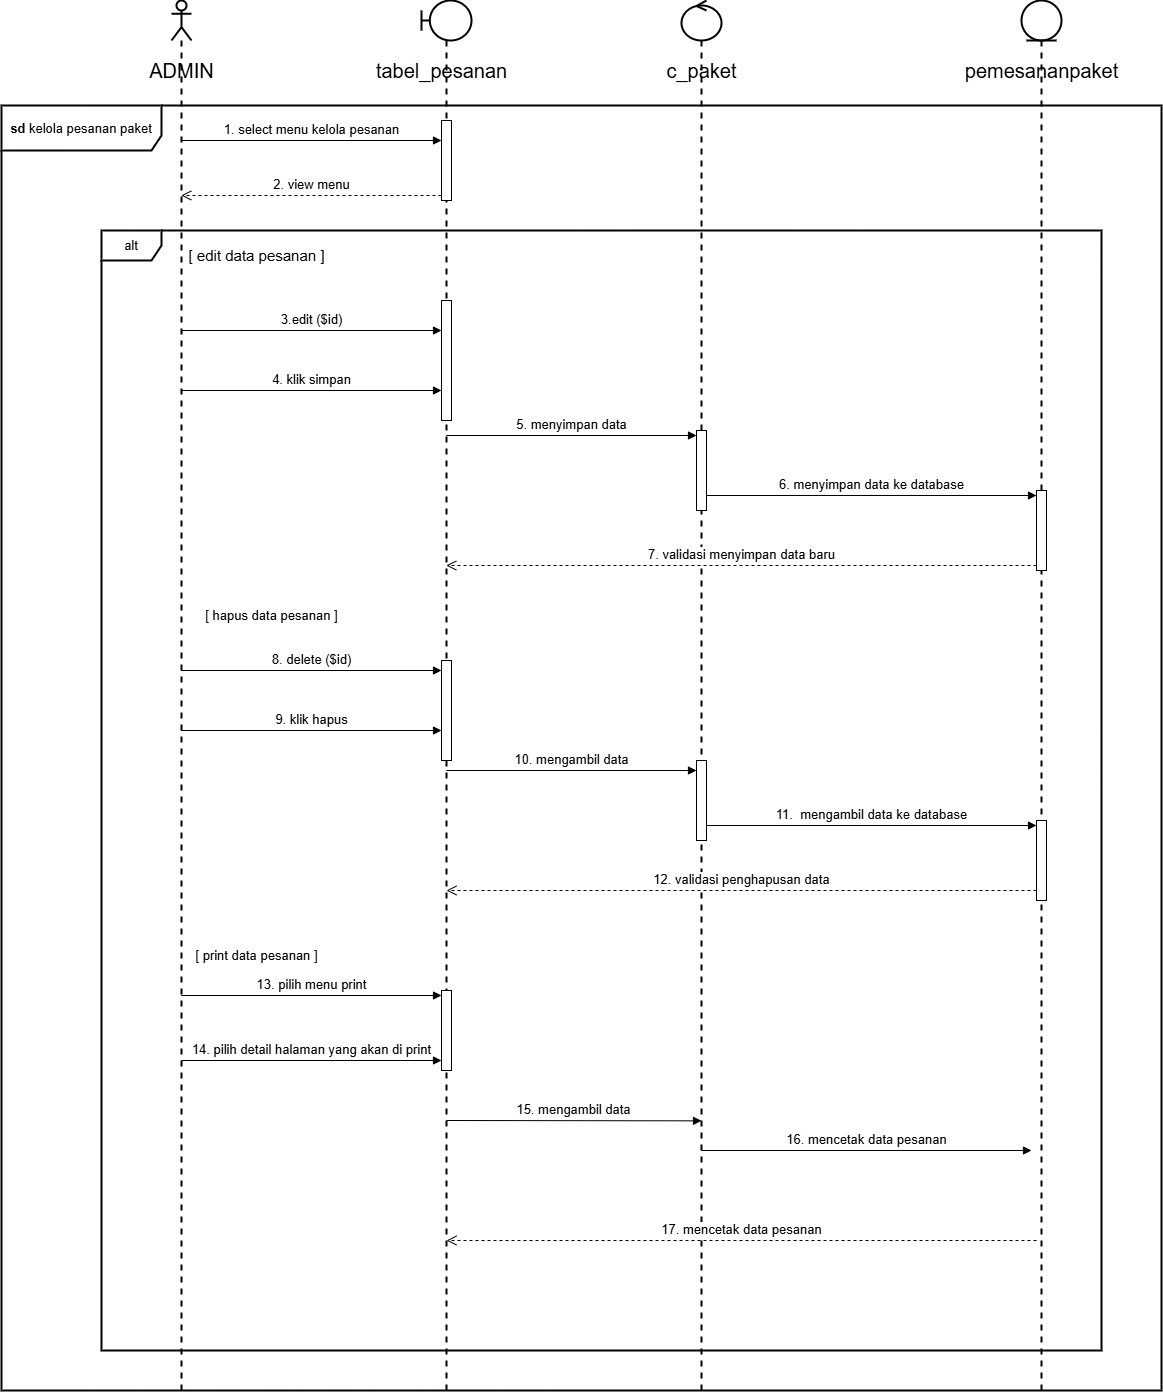 ADMIN
tabel_pesanan
c_paket
pemesananpaket
sd kelola pesanan paket
1. select menu kelola pesanan
2. view menu
alt
[ edit data pesanan ]
3.edit ($id)
4. klik simpan
5. menyimpan data
6. menyimpan data ke database
7. validasi menyimpan data baru
[ hapus data pesanan ]
8. delete ($id)
9. klik hapus
10. mengambil data
11.  mengambil data ke database
12. validasi penghapusan data
[ print data pesanan ]
13. pilih menu print
14. pilih detail halaman yang akan di print
15. mengambil data
16. mencetak data pesanan
17. mencetak data pesanan